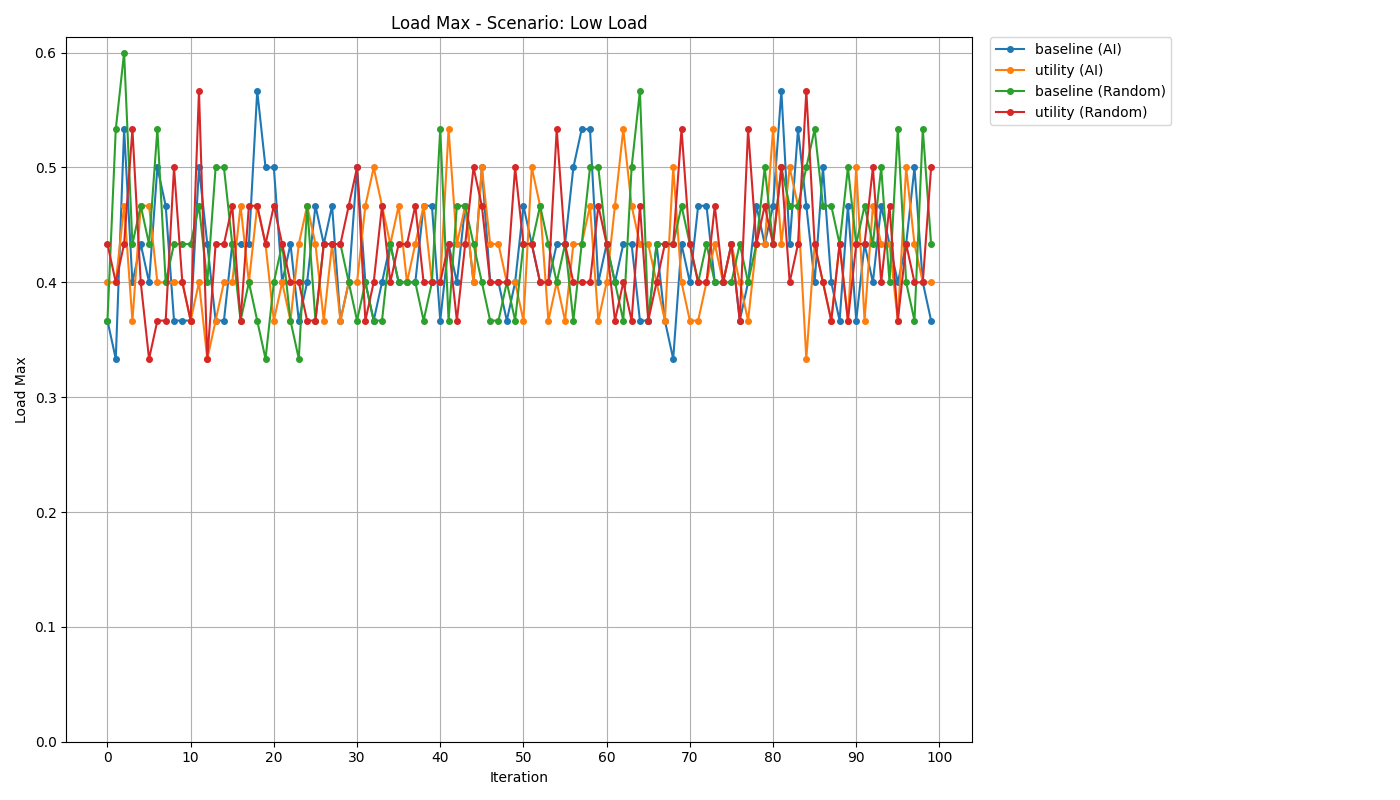 Load Max - Scenario: Low Load
baseline (AI)
utility (AI)
baseline (Random)
utility (Random)
Load Max
0.6
0.5
0.4
0.3
0.2
0.1
0.0
0 10 20 30 40 50 60 70 80 90 100
Iteration